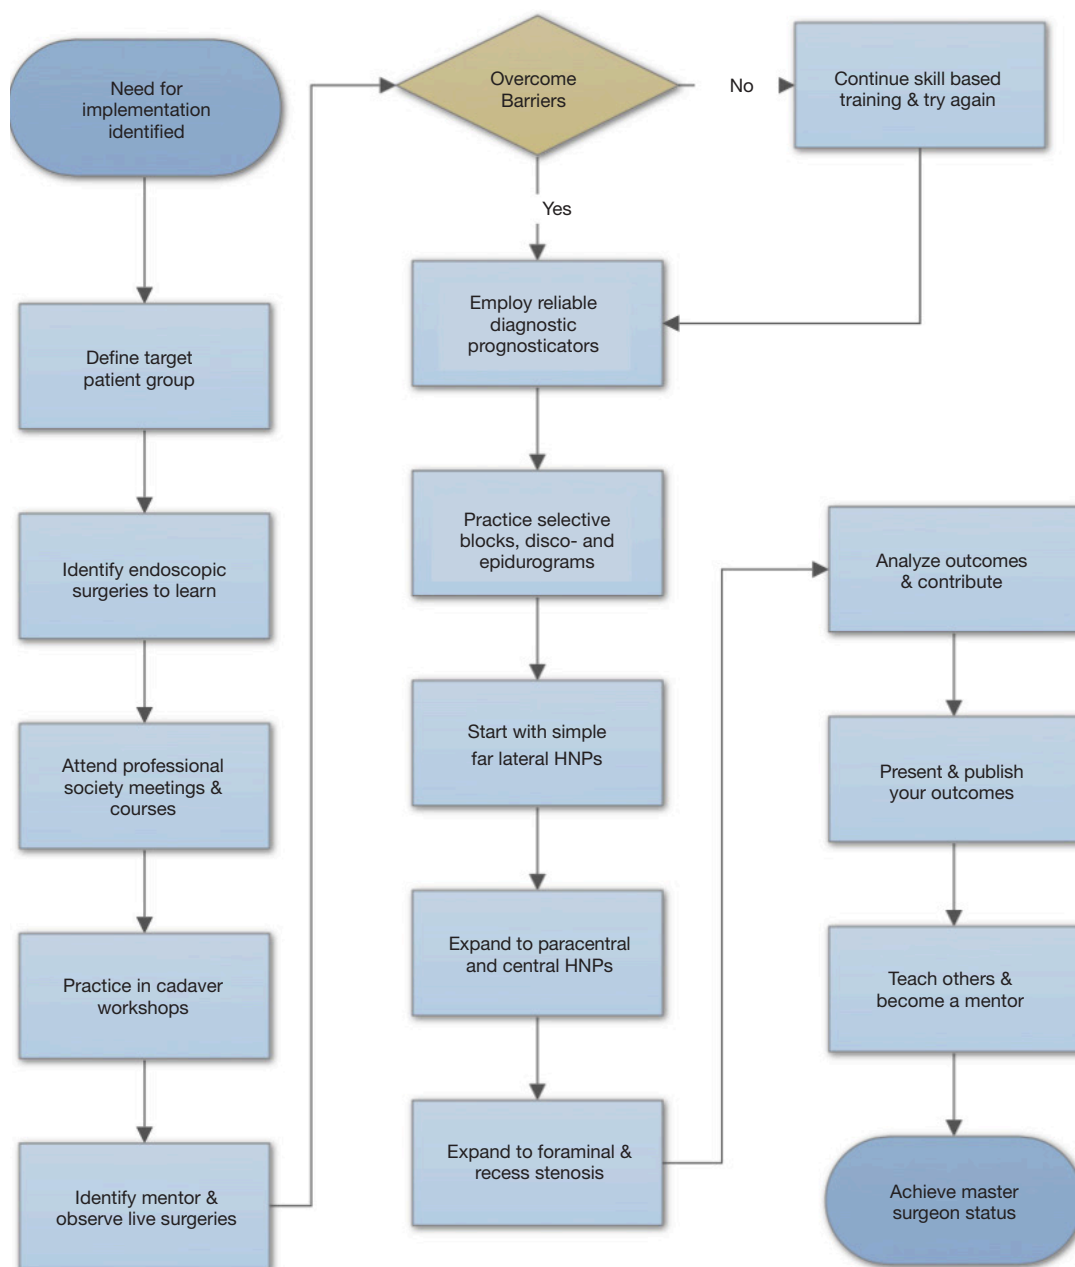 Need for
implementation
identified
Define target
patient group
Identify endoscopic
surgeries to learn
Attend professional
society meetings &
courses
Practice in cadaver
workshops
Identify mentor &
observe live surgeries
Overcome
Barriers
No
Continue skill based
training & try again
Yes
Employ reliable
diagnostic
prognosticators
Practice selective
blocks, disco- and
epidurograms
Start with simple
far lateral HNPs
Expand to paracentral
and central HNPs
Expand to foraminal &
recess stenosis
Analyze outcomes
& contribute
Present & publish
your outcomes
Teach others &
become a mentor
Achieve master
surgeon status